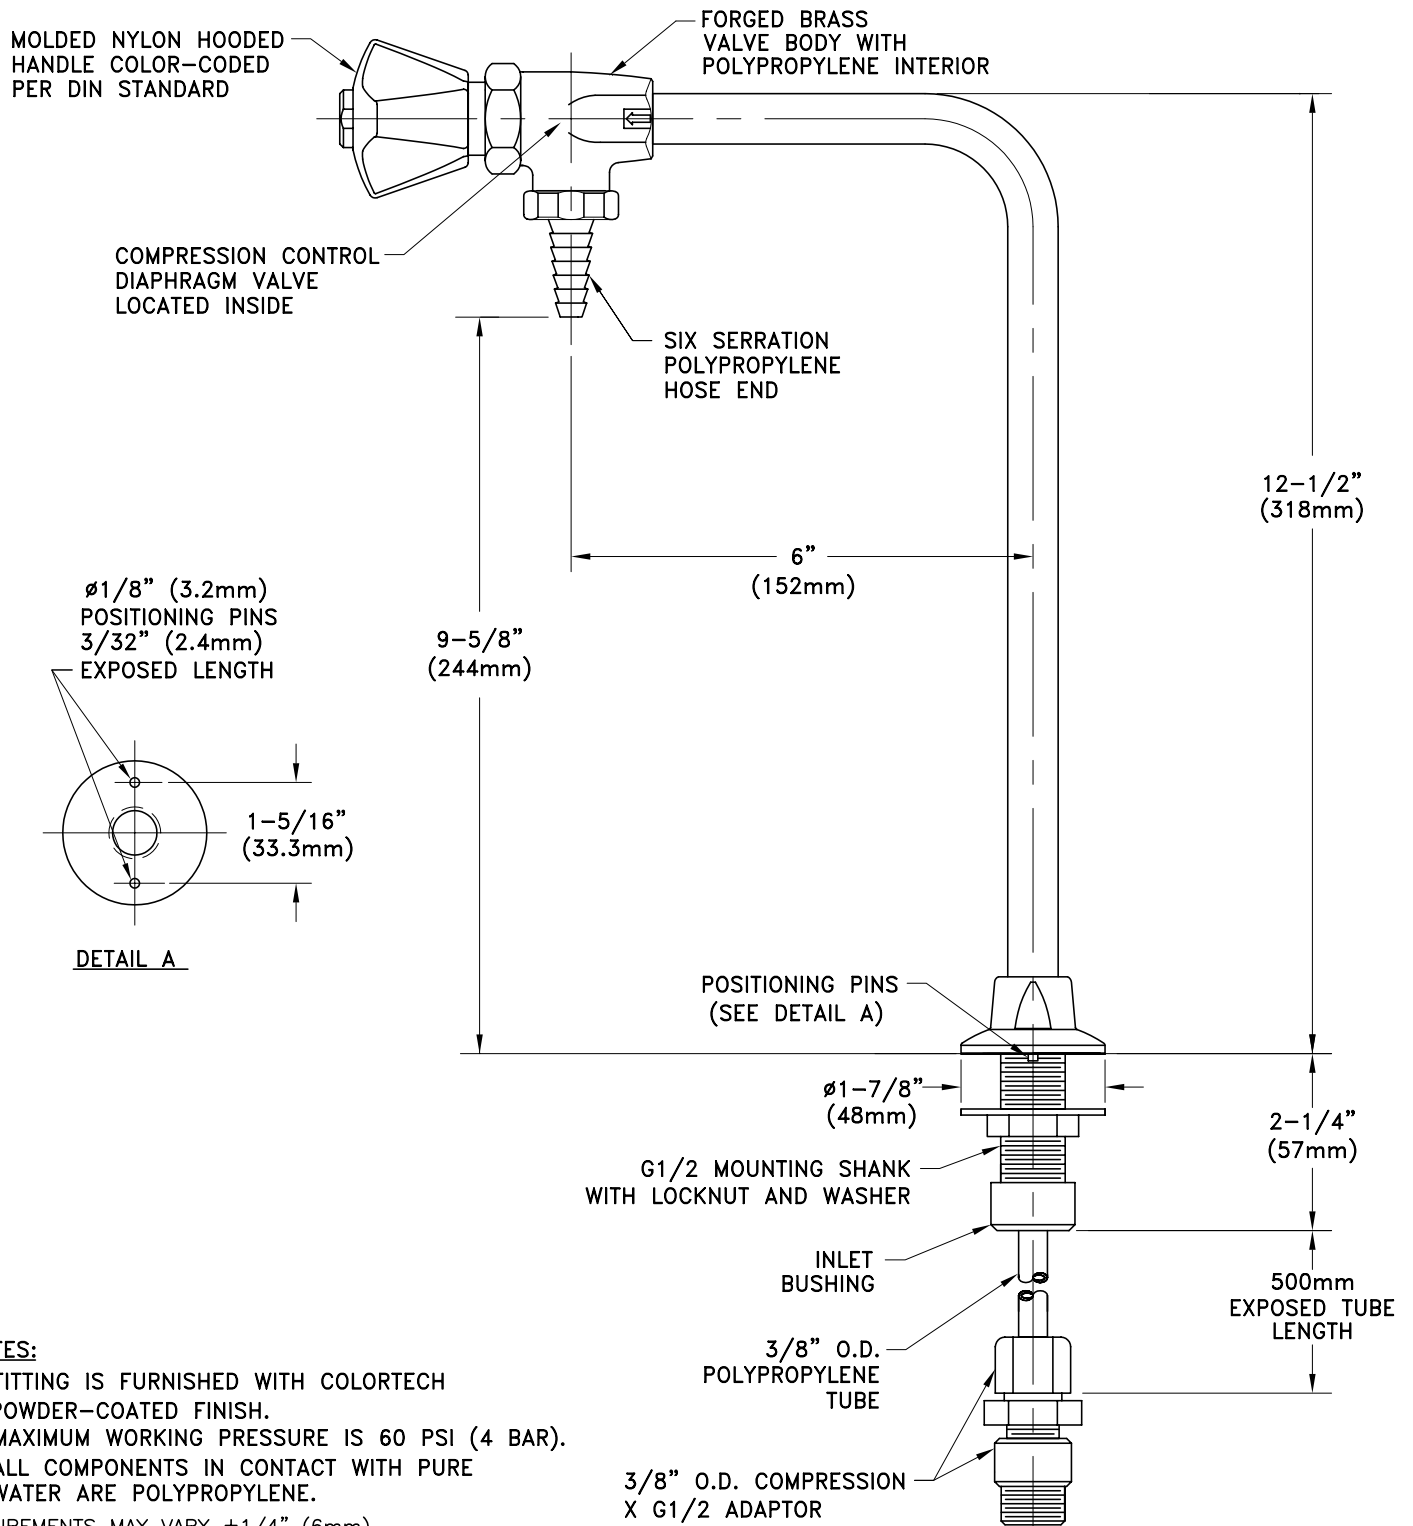 MOLDED NYLON HOODED
HANDLE COLOR-CODED
PER DIN STANDARD
FORGED BRASS
VALVE BODY WITH
POLYPROPYLENE INTERIOR
COMPRESSION CONTROL
DIAPHRAGM VALVE
LOCATED INSIDE
SIX SERRATION
POLYPROPYLENE
HOSE END
12-1/2”
(318mm)
6”
(152mm)
ø1/8” (3.2mm)
POSITIONING PINS
3/32” (2.4mm)
EXPOSED LENGTH
9-5/8”
(244mm)
1-5/16”
(33.3mm)
DETAIL A
POSITIONING PINS
(SEE DETAIL A)
ø1-7/8”
(48mm)
2-1/4”
(57mm)
G1/2 MOUNTING SHANK
WITH LOCKNUT AND WASHER
INLET
BUSHING
500mm
EXPOSED TUBE
LENGTH
3/8” O.D.
POLYPROPYLENE
TUBE
3/8” O.D. COMPRESSION
X G1/2 ADAPTOR
TES:
FITTING IS FURNISHED WITH COLORTECH
POWDER-COATED FINISH.
MAXIMUM WORKING PRESSURE IS 60 PSI (4 BAR).
ALL COMPONENTS IN CONTACT WITH PURE
WATER ARE POLYPROPYLENE.
UREMENTS MAY VARY ±1/4” (6mm)